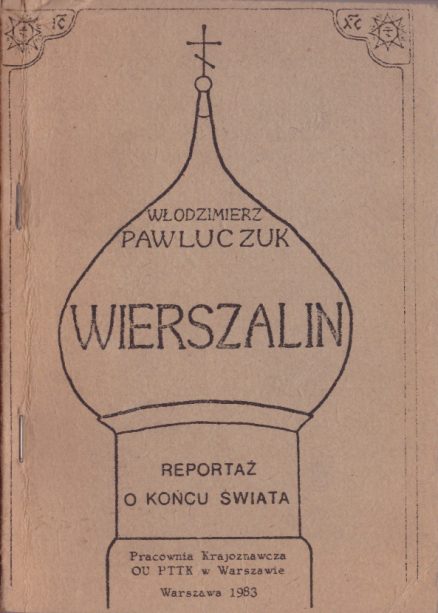 IC
XC
WŁODZIMIERZ
PAWLUCZUK
WIERSZALIN
REPORTAŻ
O KOŃCU ŚWIATA
Pracownia Krajoznawcza
OU PTTK w Warszawie
Warszawa 1983